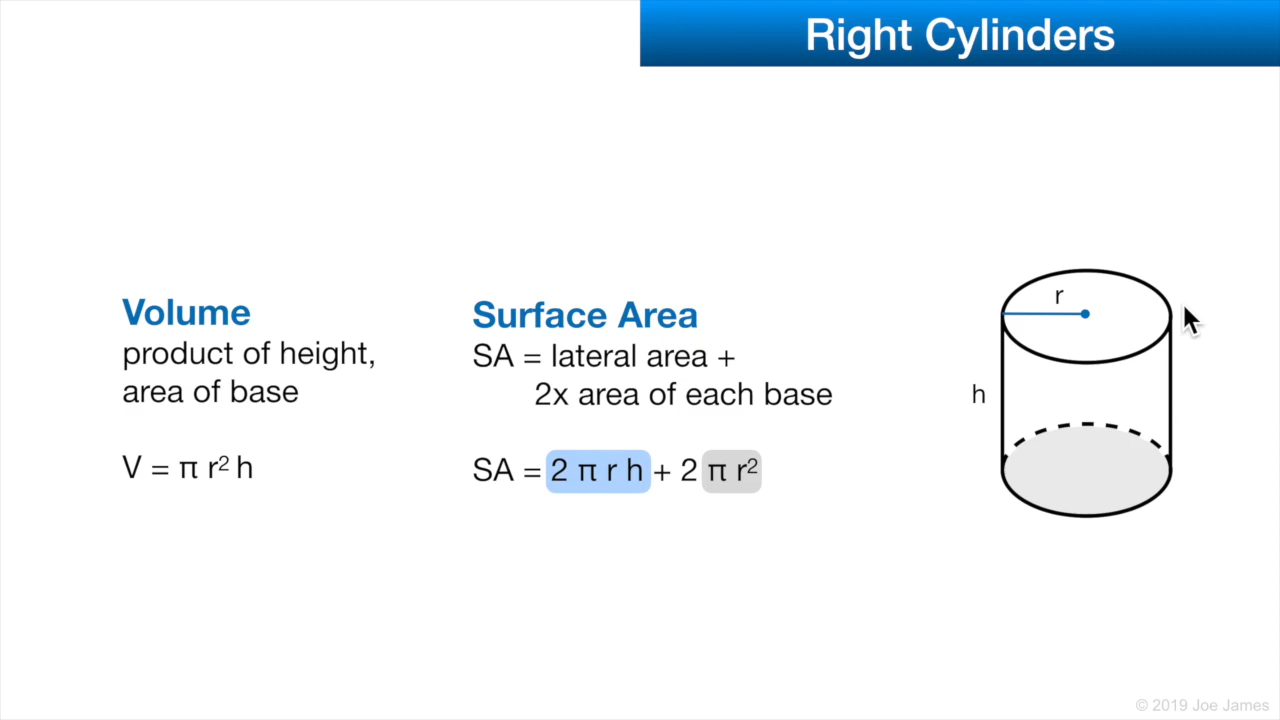 Right Cylinders
Volume
product of height,
area of base
V = π r² h
Surface Area
SA = lateral area +
2x area of each base
SA = 2 π r h + 2 π r²
r
h
© 2019 Joe James